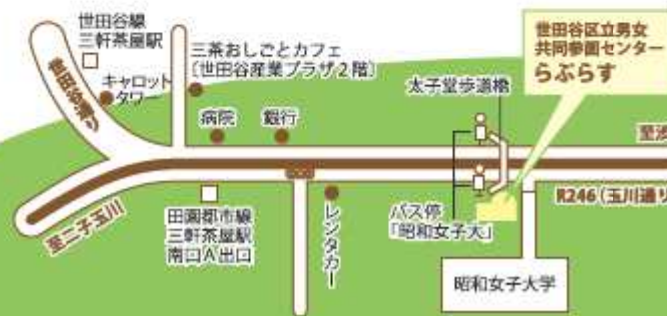 世田谷線
三軒茶屋駅
世田谷通り
キャロット
タワー
三茶おしごとカフェ
〔世田谷産業プラザ2階〕
病院
銀行
太子堂歩道橋
世田谷区立男女
共同参画センター
らぷらす
至渋
R246 (玉川通り
至二子玉川
田園都市線
三軒茶屋駅
南口A出口
レンタカー
バス停
「昭和女子大」
昭和女子大学